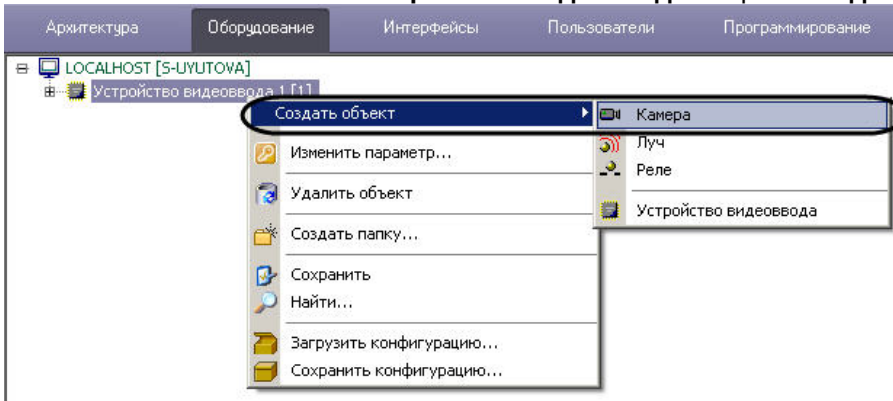 Архитектура Оборудование Интерфейсы Пользователи Программирование
LOCALHOST [S-UYUTOVA]
Устройство видеоввода 1 [1]
Создать объект
Камера
Изменить параметр...
Луч
Реле
Удалить объект
Устройство видеоввода
Создать папку...
Сохранить
Найти...
Загрузить конфигурацию...
Сохранить конфигурацию...